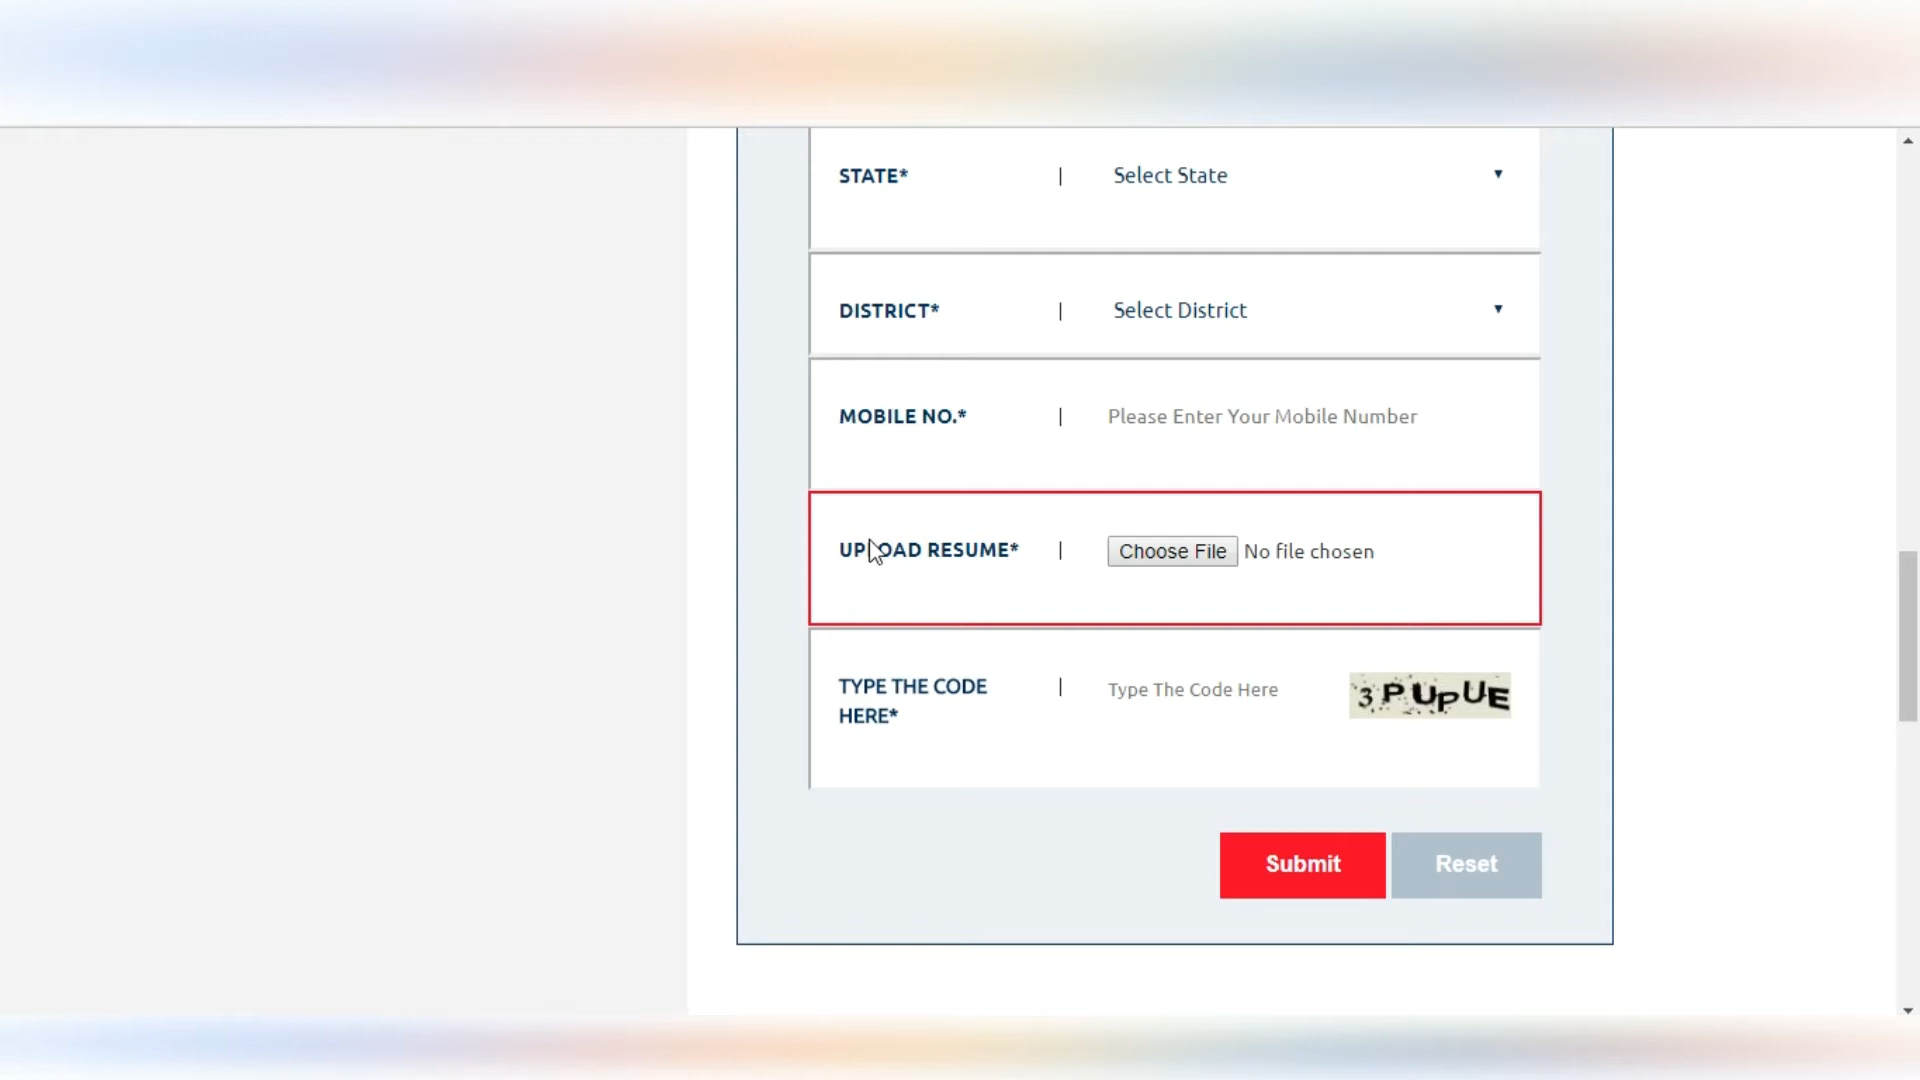 STATE* | Select State
DISTRICT* | Select District
MOBILE NO.* | Please Enter Your Mobile Number
UPLOAD RESUME* | Choose File No file chosen
TYPE THE CODE HERE* | Type The Code Here 3PUPUE
Submit Reset